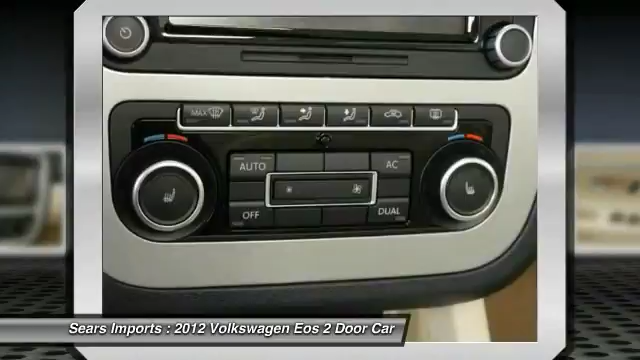 MAX
AUTO
AC
OFF
DUAL
Sears Imports : 2012 Volkswagen Eos 2 Door Car